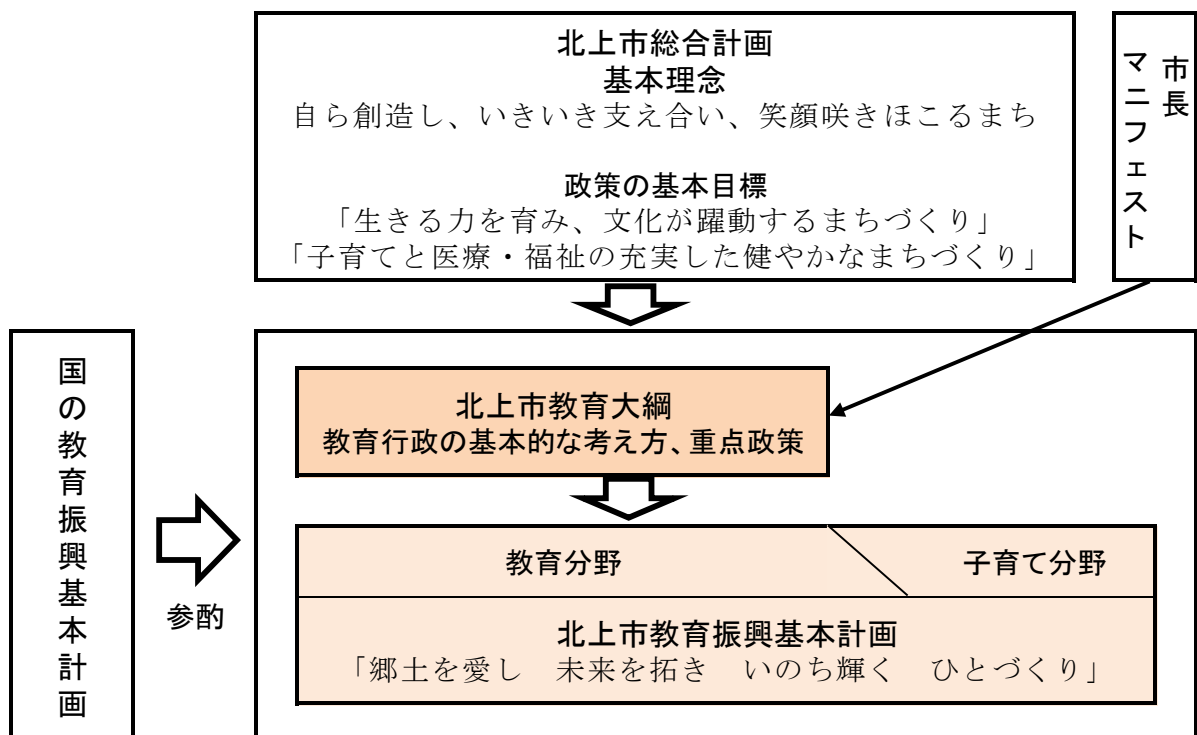 北上市総合計画
基本理念
自ら創造し、いきいき支え合い、笑顔咲きほこるまち
政策の基本目標
「生きる力を育み、文化が躍動するまちづくり」
「子育てと医療・福祉の充実した健やかなまちづくり」
市長
マニフェスト
国の教育振興基本計画
参酌
北上市教育大綱
教育行政の基本的な考え方、重点政策
教育分野
子育て分野
北上市教育振興基本計画
「郷土を愛し　未来を拓き　いのち輝く　ひとづくり」